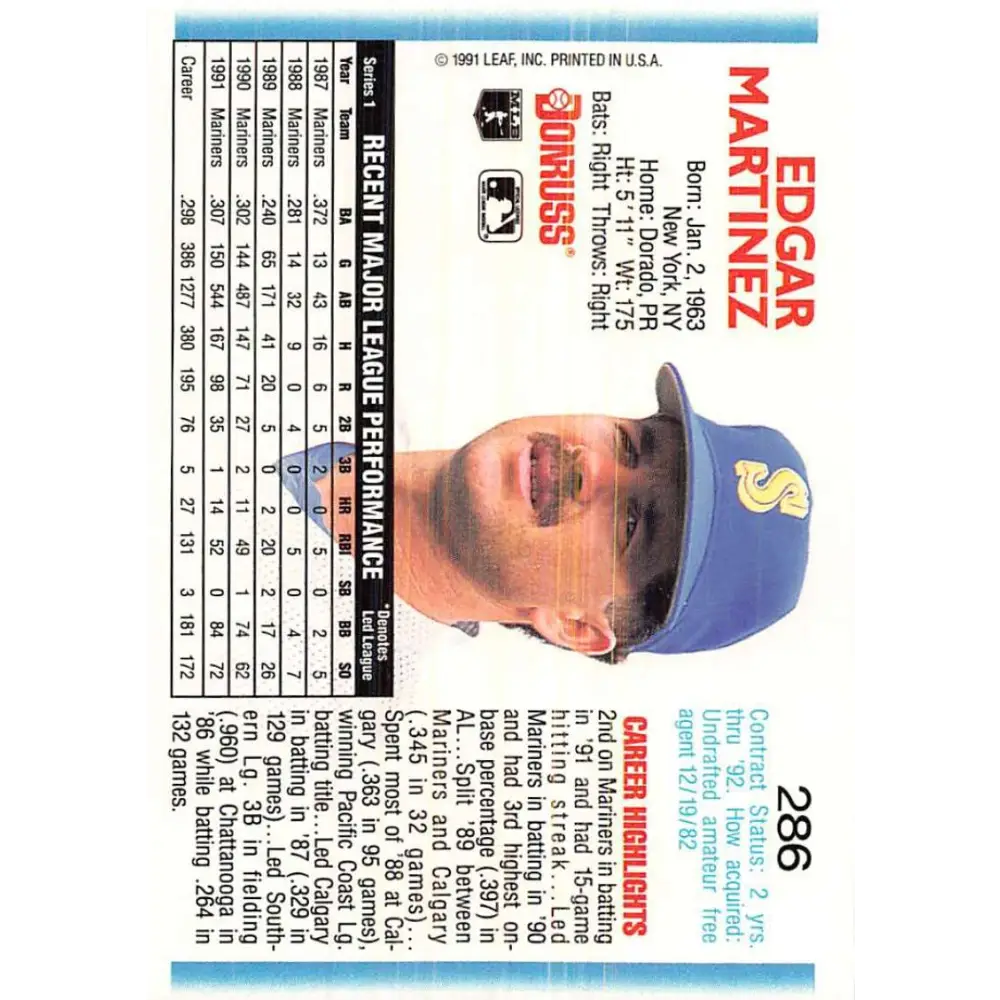 286
EDGAR
MARTINEZ
Born: Jan. 2, 1963
New York, NY
Home: Dorado, PR
Ht: 5' 11" Wt: 175
Bats: Right Throws: Right
DONRUSS®
MLB
© 1991 LEAF, INC. PRINTED IN U.S.A.
Contract Status: 2 yrs.
thru '92. How acquired:
Undrafted amateur free
agent 12/19/82
CAREER HIGHLIGHTS
2nd on Mariners in batting
in '91 and had 15-game
hitting streak...Led
Mariners in batting in '90
and had 3rd highest on-
base percentage (.397) in
AL...Split '89 between
Mariners and Calgary
(.345 in 32 games)...
Spent most of '88 at Cal-
gary (.363 in 95 games),
winning Pacific Coast Lg.
batting title...Led Calgary
in batting in '87 (.329 in
129 games)...Led South-
ern Lg. 3B in fielding
(.960) at Chattanooga in
'86 while batting .264 in
132 games.
S
Series 1 RECENT MAJOR LEAGUE PERFORMANCE *Denotes
Led League
Year Team BA G AB H R 2B 3B HR RBI SB BB SO
1987 Mariners .372 13 43 16 6 5 2 0 5 0 2 5
1988 Mariners .281 14 32 9 0 4 0 0 5 0 4 7
1989 Mariners .240 65 171 41 20 5 0 2 20 2 17 26
1990 Mariners .302 144 487 147 71 27 2 11 49 1 74 62
1991 Mariners .307 150 544 167 98 35 1 14 52 0 84 72
Career .298 386 1277 380 195 76 5 27 131 3 181 172